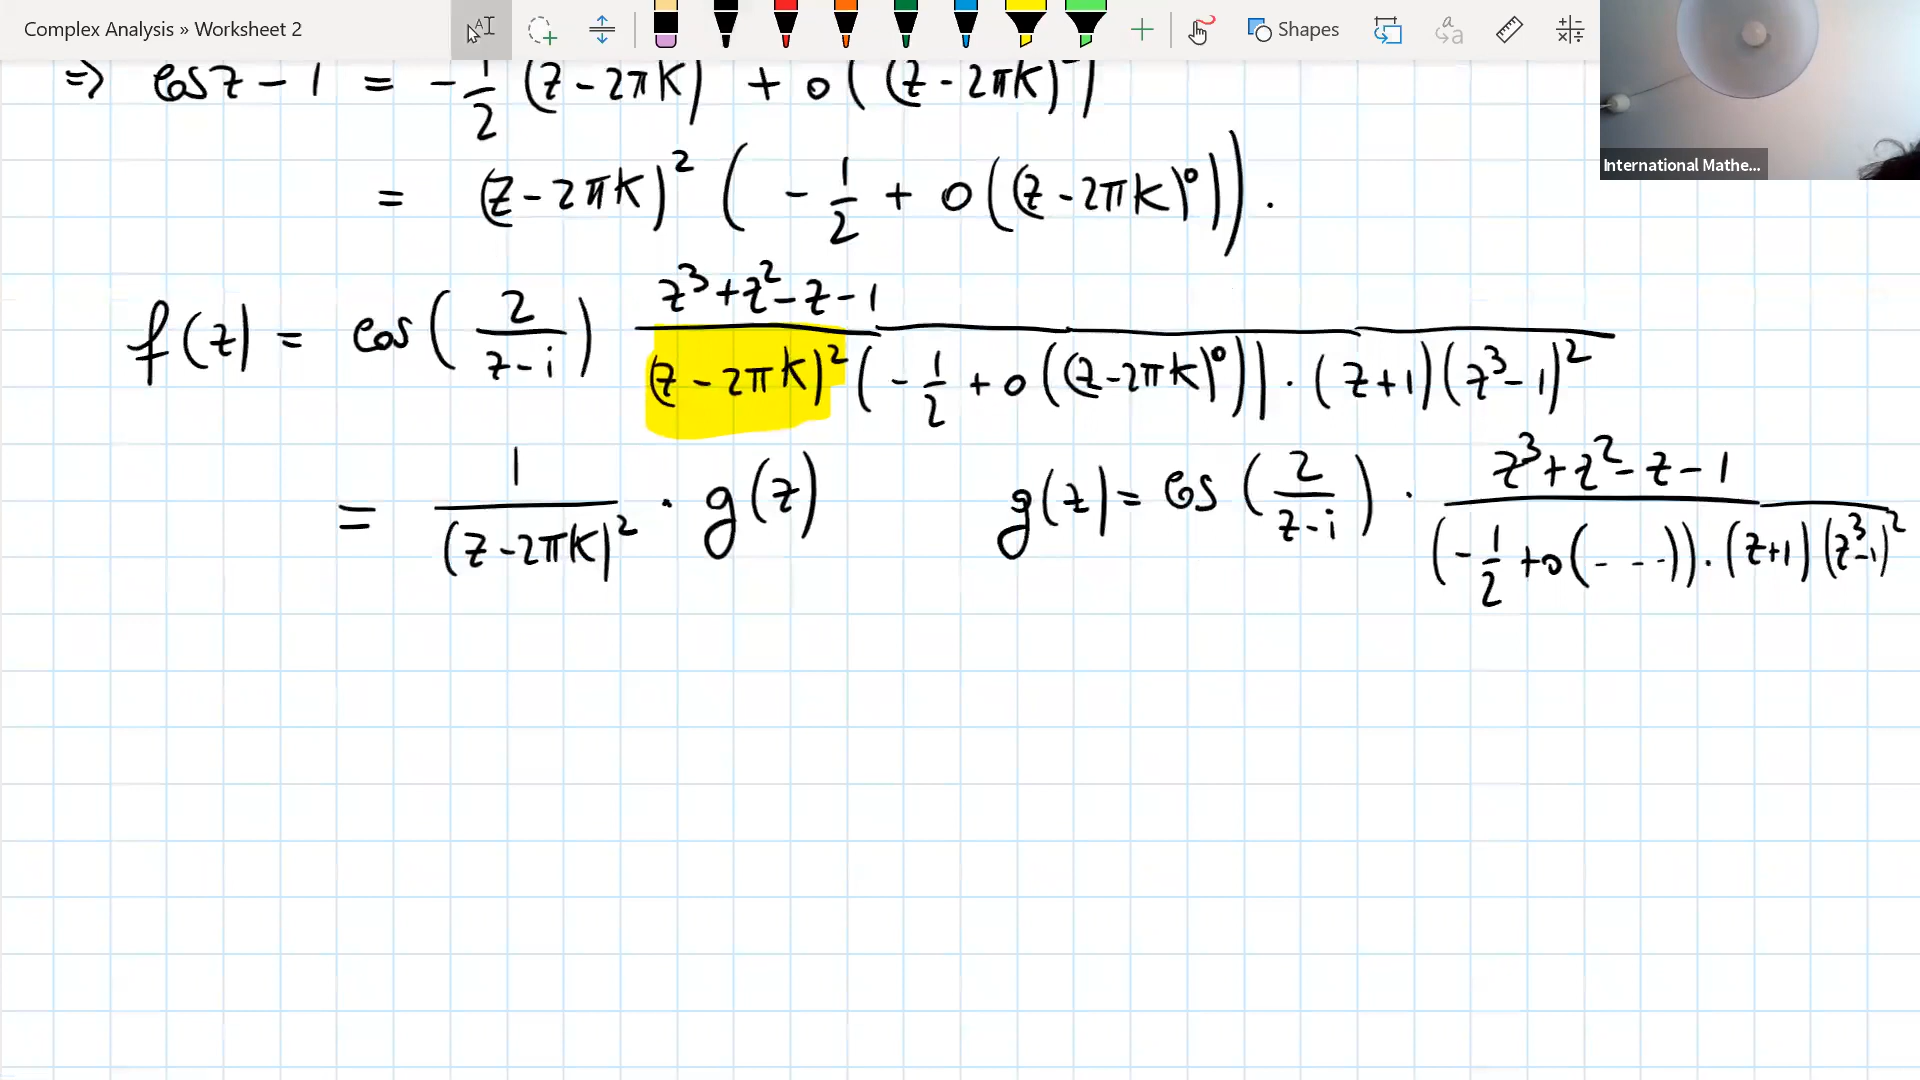 Complex Analysis » Worksheet 2
Shapes
International Mathe...
⇒ cos z − 1 = −1/2 (z − 2πk) + o((z − 2πk)
= (z − 2πk)² (−1/2 + o((z − 2πk)⁰)).
f(z) = cos(2/(z − i)) (z³ + z² − z − 1)/((z − 2πk)² (−1/2 + o((z − 2πk)⁰)) · (z + 1)(z³ − 1)²)
= 1/(z − 2πk)² · g(z) g(z) = cos(2/(z − i)) · (z³ + z² − z − 1)/((−1/2 + o(- - - -)) · (z + 1)(z³ − 1)²)